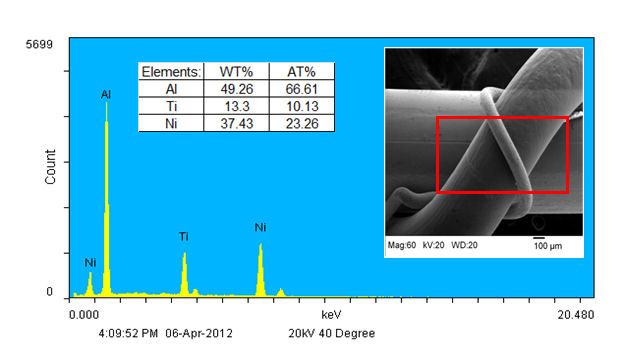 5699
Elements: WT% AT%
Al 49.26 66.61
Ti 13.3 10.13
Ni 37.43 23.26
Al
Ni
Ti
Ni
Count
0
Mag:60 kV:20 WD:20 100 µm
0.000 keV 20.480
4:09:52 PM 06-Apr-2012 20kV 40 Degree